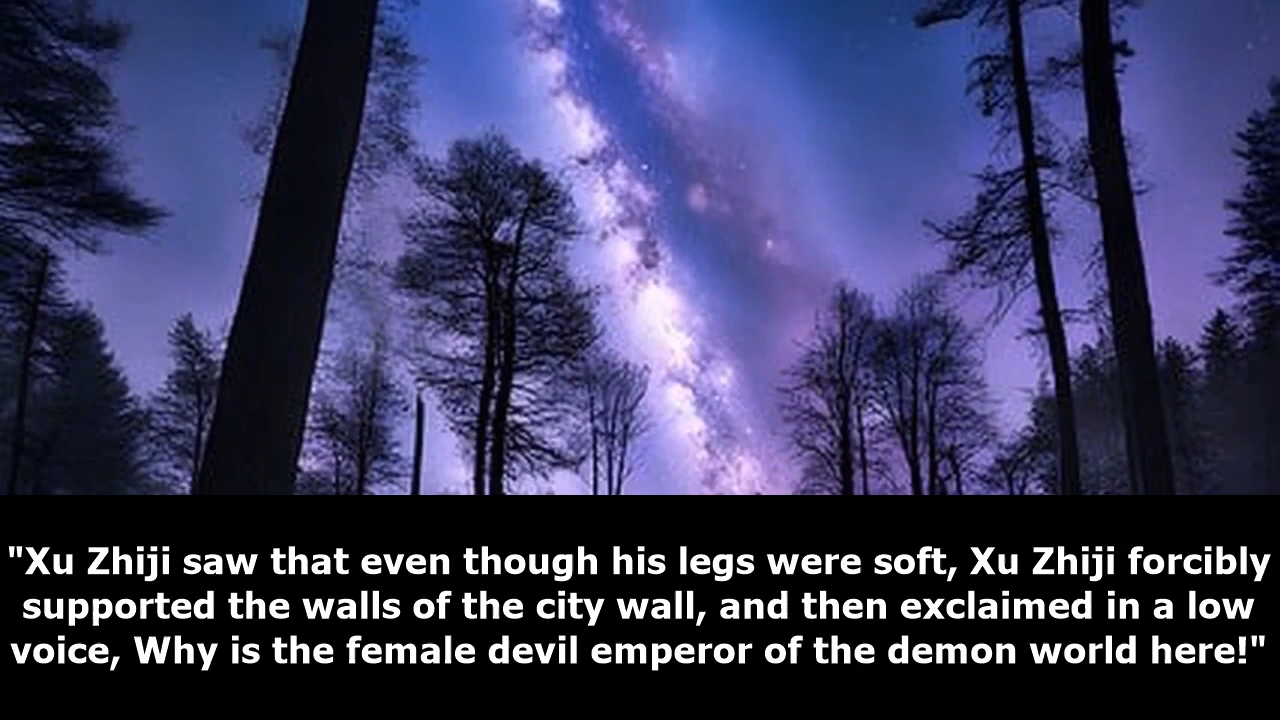 "Xu Zhiji saw that even though his legs were soft, Xu Zhiji forcibly
supported the walls of the city wall, and then exclaimed in a low
voice, Why is the female devil emperor of the demon world here!"